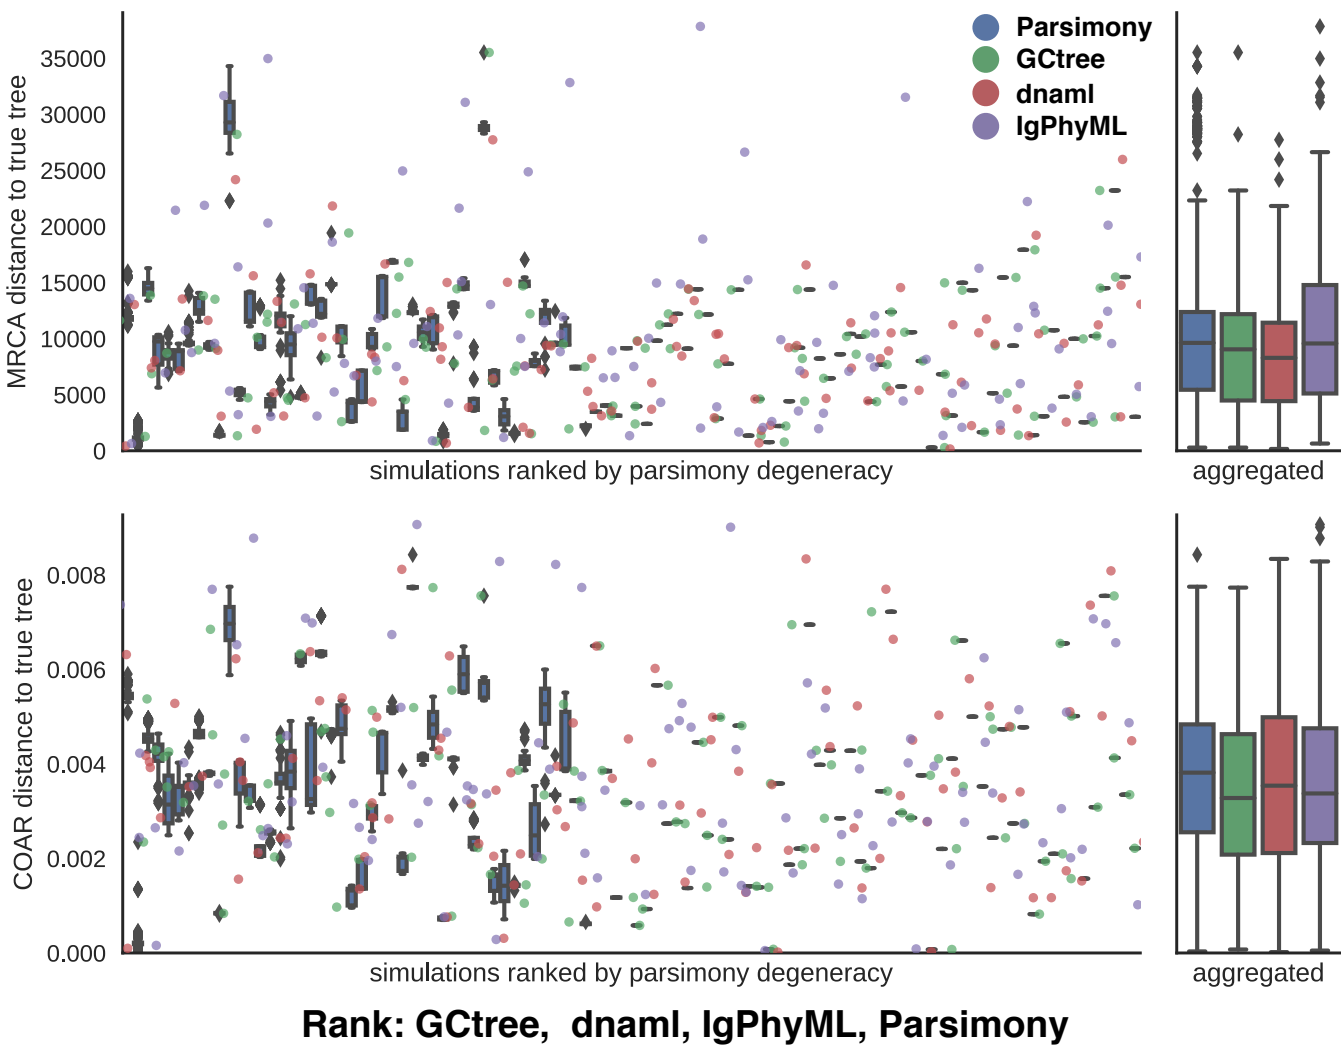 MRCA distance to true tree
35000
30000
25000
20000
15000
10000
5000
0
Parsimony
GCtree
dnaml
IgPhyML
simulations ranked by parsimony degeneracy
aggregated
COAR distance to true tree
0.008
0.006
0.004
0.002
0.000
simulations ranked by parsimony degeneracy
aggregated
Rank: GCtree, dnaml, IgPhyML, Parsimony